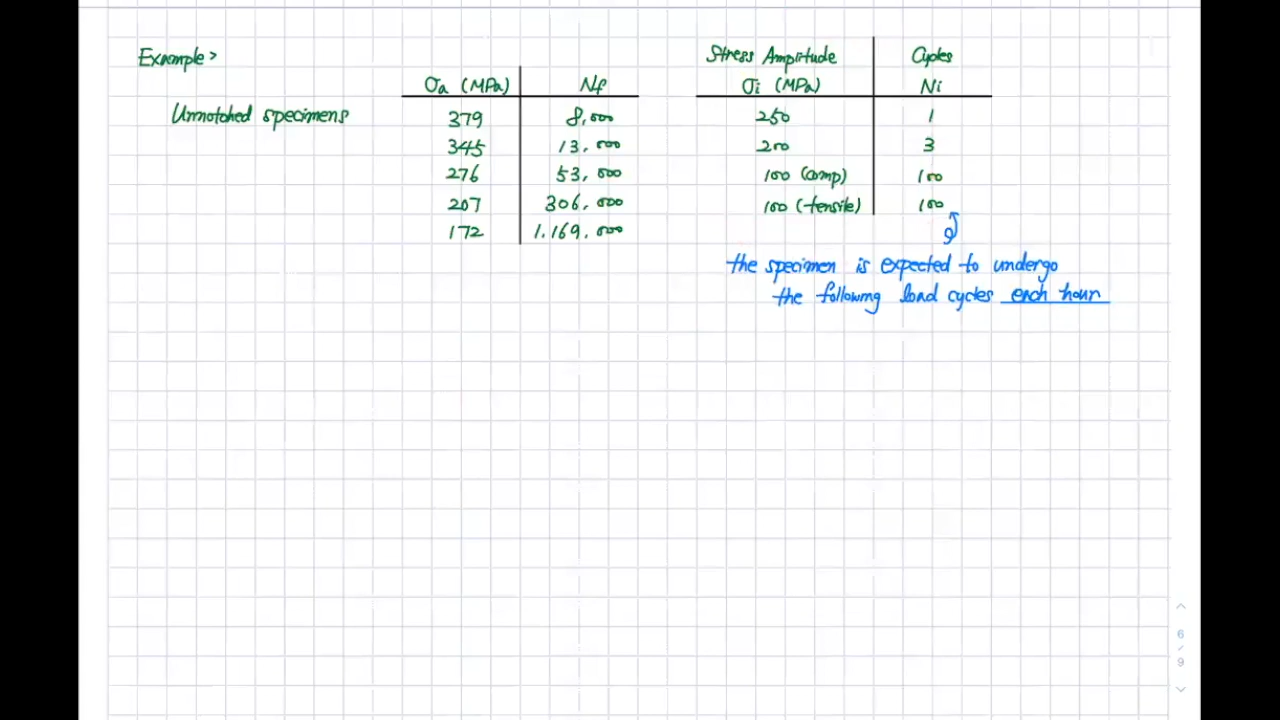 Example>
Unnotched specimens
σa (MPa) Nf
379 8,000
345 13,000
276 53,000
207 306,000
172 1.169,000
Stress Amplitude Cycles
σi (MPa) Ni
250 1
200 3
100 (comp) 100
100 (tensile) 100
the specimen is expected to undergo
the following load cycles each hour
6
/
9